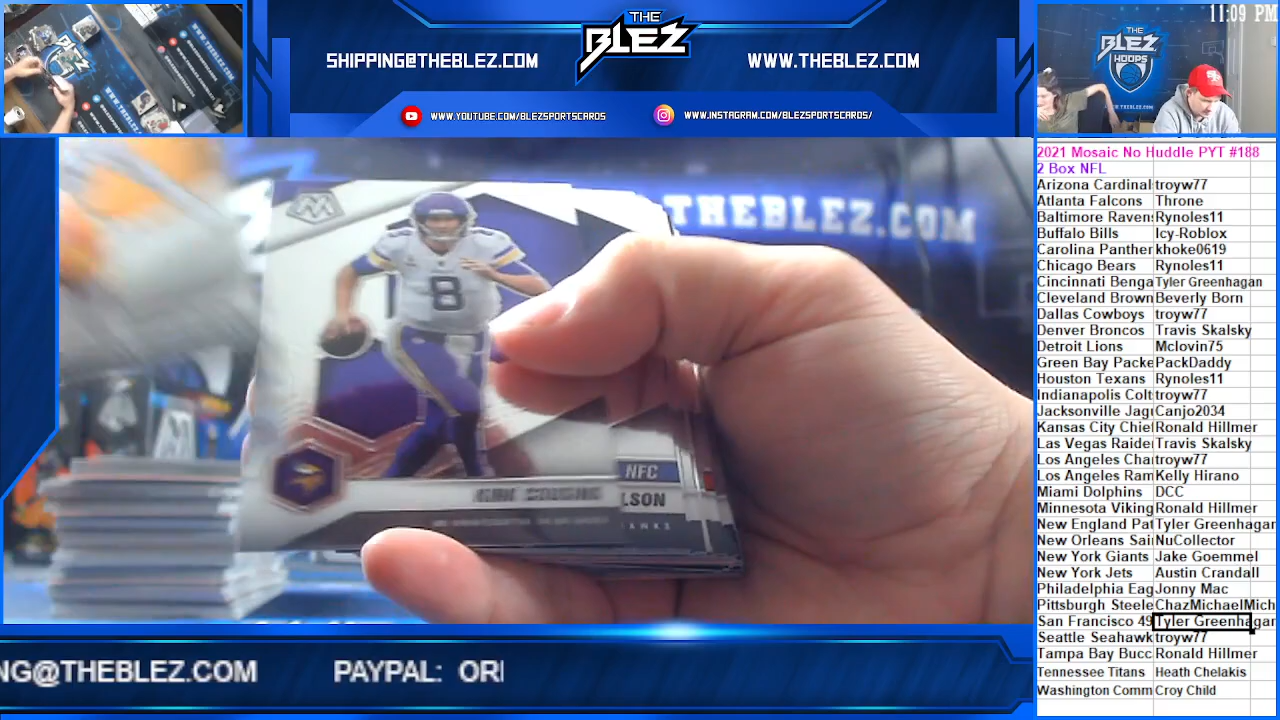 11:09 PM
THE
BLEZ
SHIPPING@THEBLEZ.COM
WWW.THEBLEZ.COM
WWW.YOUTUBE.COM/BLEZSPORTSCARDS
WWW.INSTAGRAM.COM/BLEZSPORTSCARDS/
THE
BLEZ
HOOPS
THEBLEZ.COM
8
NFC
LSON
AWKS
2021 Mosaic No Huddle PYT #188
2 Box NFL
Arizona Cardinal troyw77
Atlanta Falcons Throne
Baltimore Ravens Rynoles11
Buffalo Bills Icy-Roblox
Carolina Panther khoke0619
Chicago Bears Rynoles11
Cincinnati Benga Tyler Greenhagan
Cleveland Brown Beverly Born
Dallas Cowboys troyw77
Denver Broncos Travis Skalsky
Detroit Lions Mclovin75
Green Bay Packe PackDaddy
Houston Texans Rynoles11
Indianapolis Colt troyw77
Jacksonville Jag Canjo2034
Kansas City Chief Ronald Hillmer
Las Vegas Raide Travis Skalsky
Los Angeles Cha troyw77
Los Angeles Ram Kelly Hirano
Miami Dolphins DCC
Minnesota Viking Ronald Hillmer
New England Pat Tyler Greenhagan
New Orleans Sai NuCollector
New York Giants Jake Goemmel
New York Jets Austin Crandall
Philadelphia Eag Jonny Mac
Pittsburgh Steele ChazMichaelMich
San Francisco 49 Tyler Greenhagan
Seattle Seahawk troyw77
Tampa Bay Bucc Ronald Hillmer
Tennessee Titans Heath Chelakis
Washington Comm Croy Child
NG@THEBLEZ.COM PAYPAL: ORI